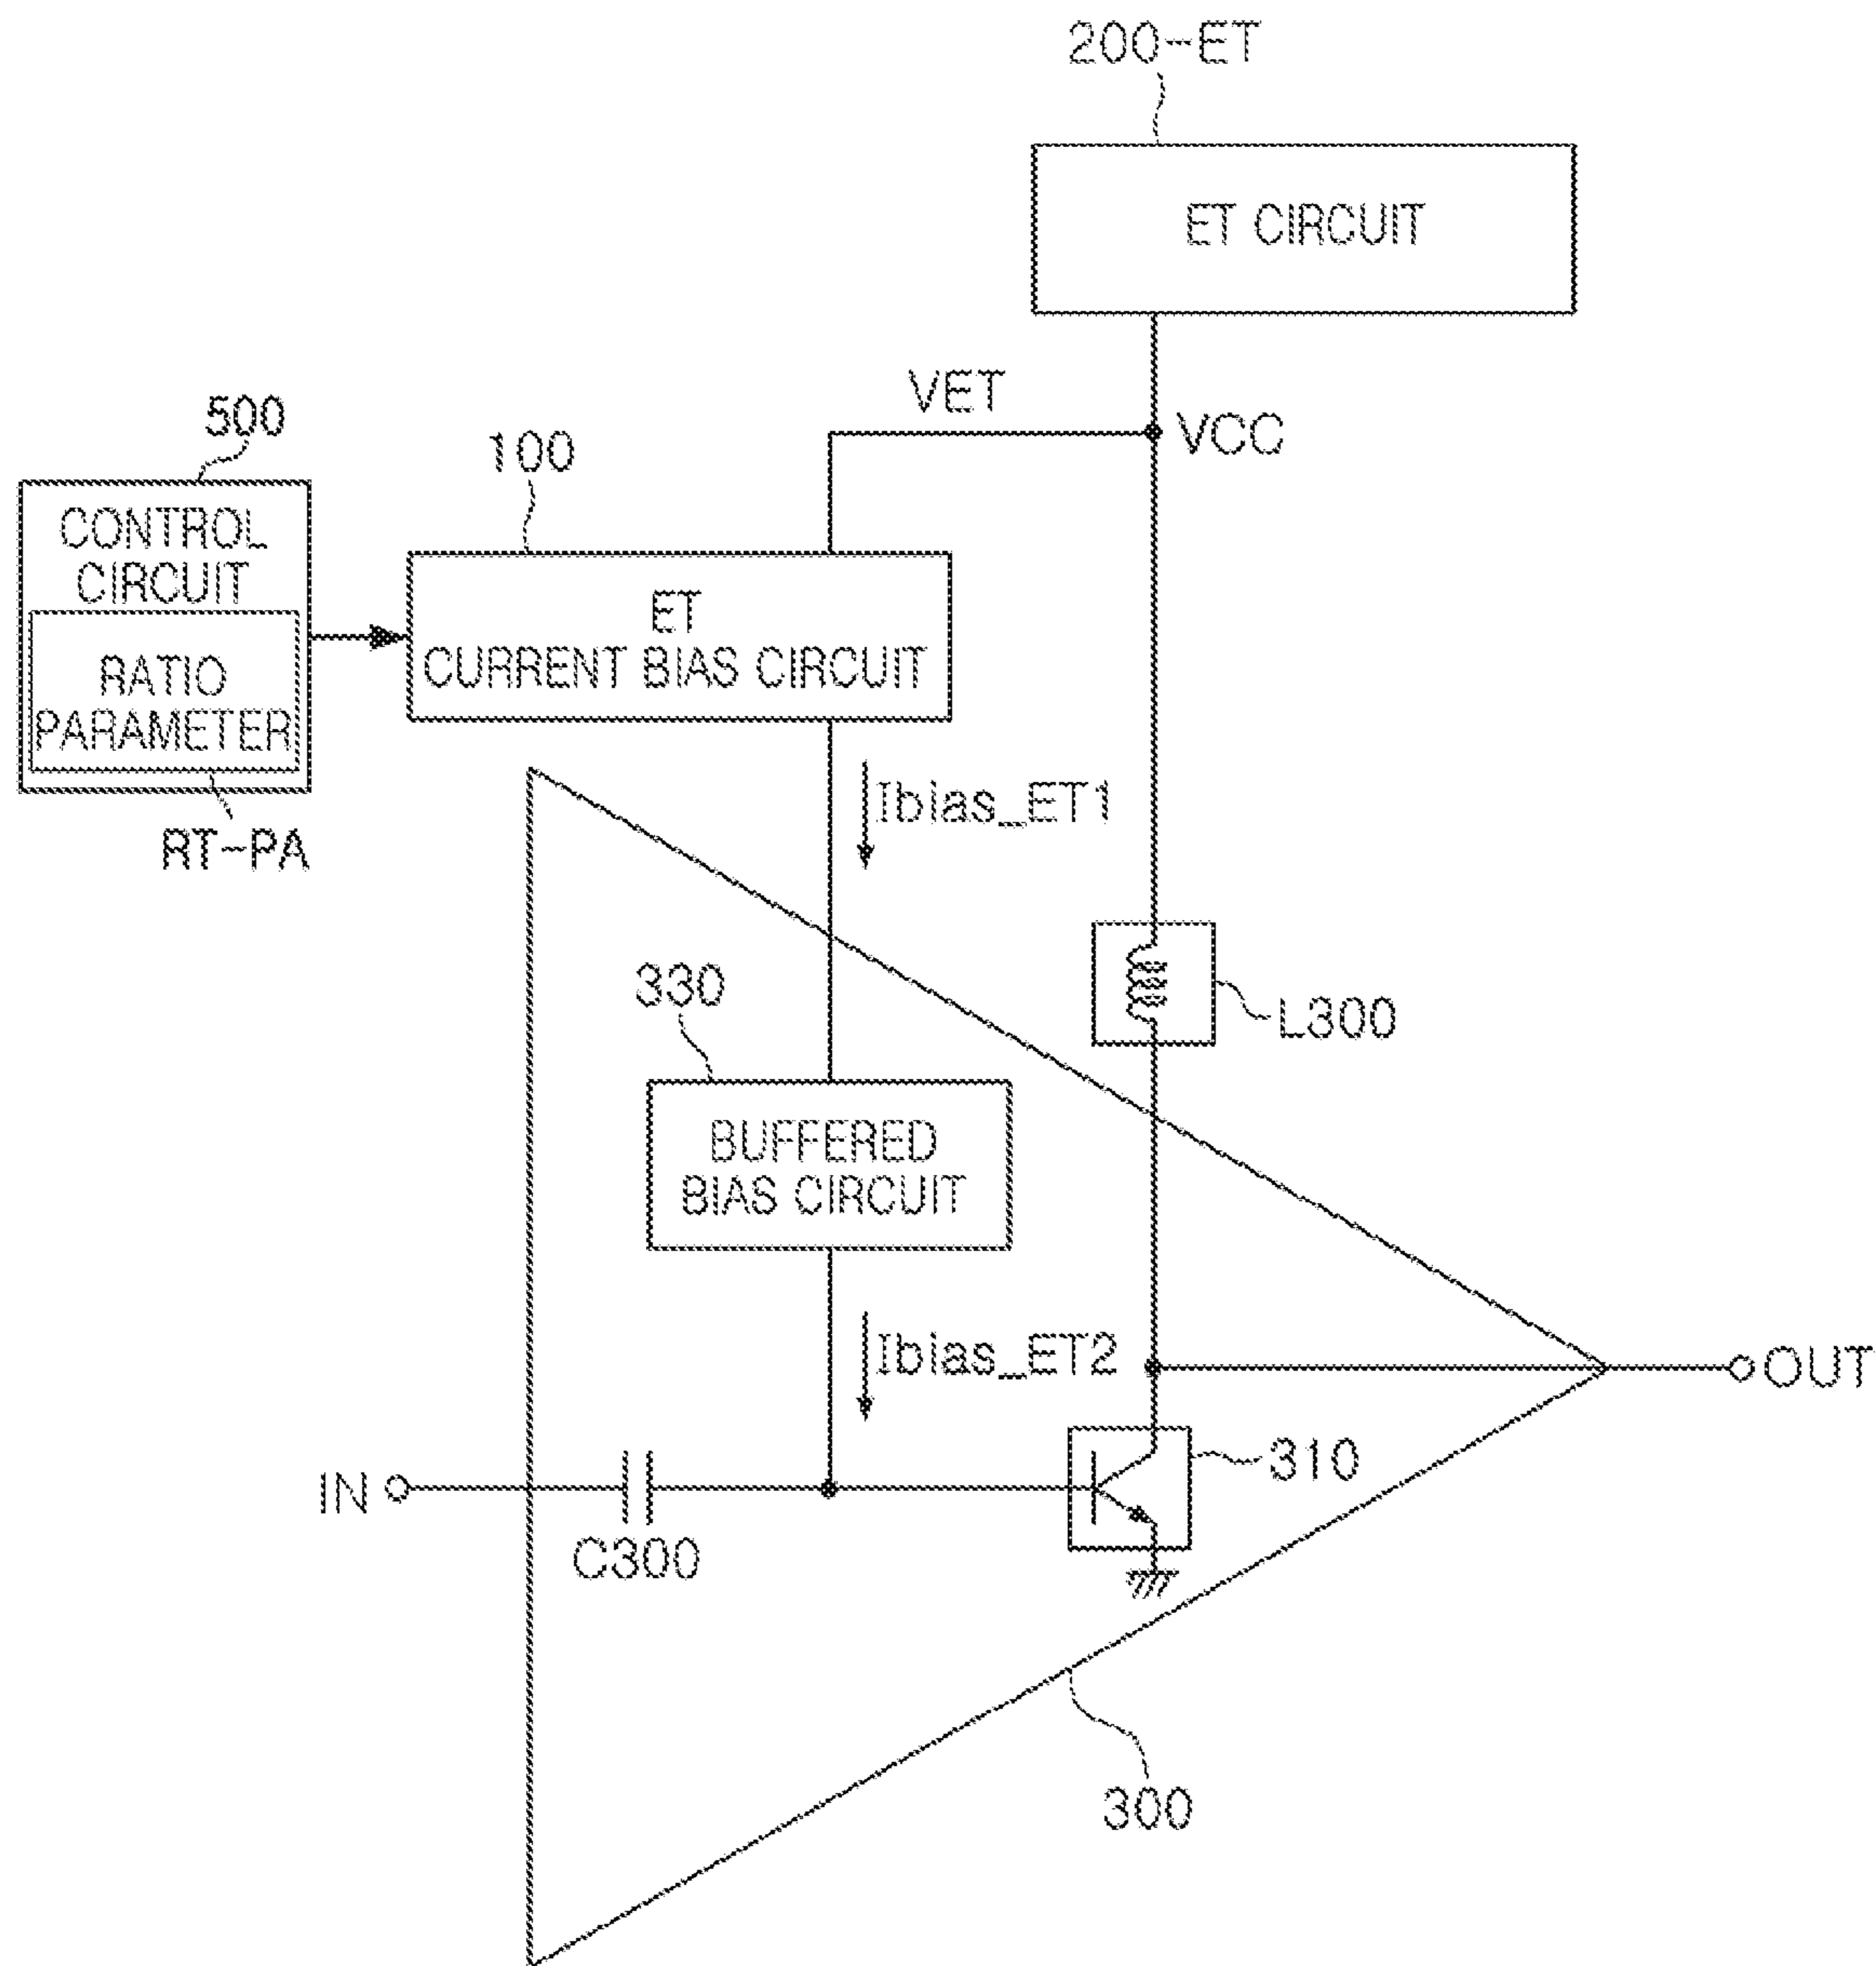 200-ET
ET CIRCUIT
VET
VCC
500
100
CONTROL
CIRCUIT
RATIO
PARAMETER
RT-PA
ET
CURRENT BIAS CIRCUIT
Ibias_ET1
330
L300
BUFFERED
BIAS CIRCUIT
Ibias_ET2
OUT
310
IN
C300
300